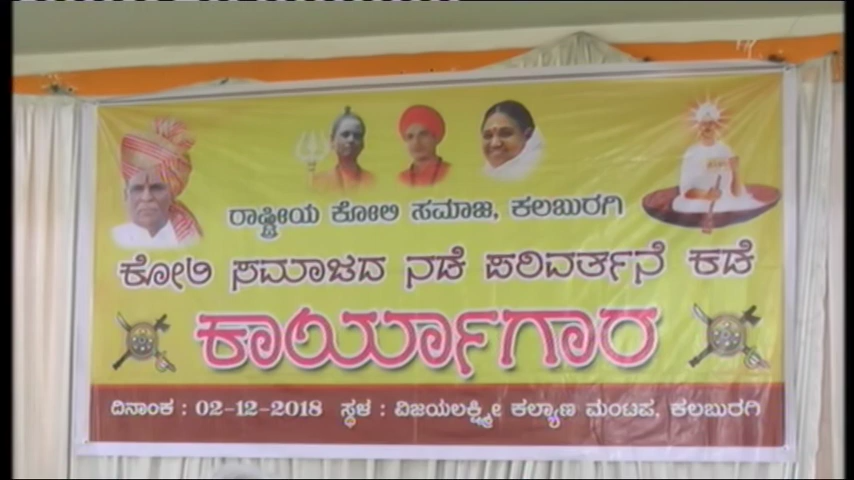 ರಾಷ್ಟ್ರೀಯ ಕೋಲಿ ಸಮಾಜ, ಕಲಬುರಗಿ
ಕೋಲಿ ಸಮಾಜದ ನಡೆ ಪರಿವರ್ತನೆ ಕಡೆ
ಕಾರ್ಯಾಗಾರ
ದಿನಾಂಕ : 02-12-2018 ಸ್ಥಳ : ವಿಜಯಲಕ್ಷ್ಮೀ ಕಲ್ಯಾಣ ಮಂಟಪ, ಕಲಬುರಗಿ